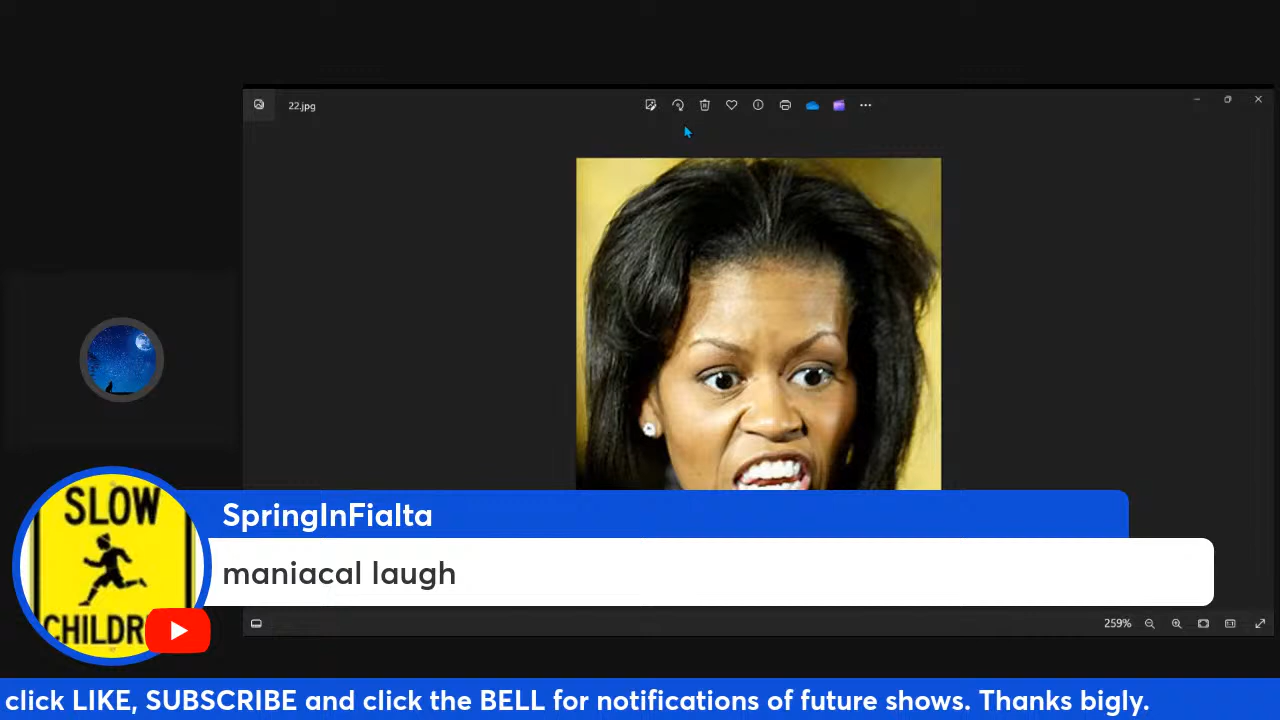 22.jpg
SLOW
CHILDR
SpringInFialta
maniacal laugh
259%
click LIKE, SUBSCRIBE and click the BELL for notifications of future shows. Thanks bigly.